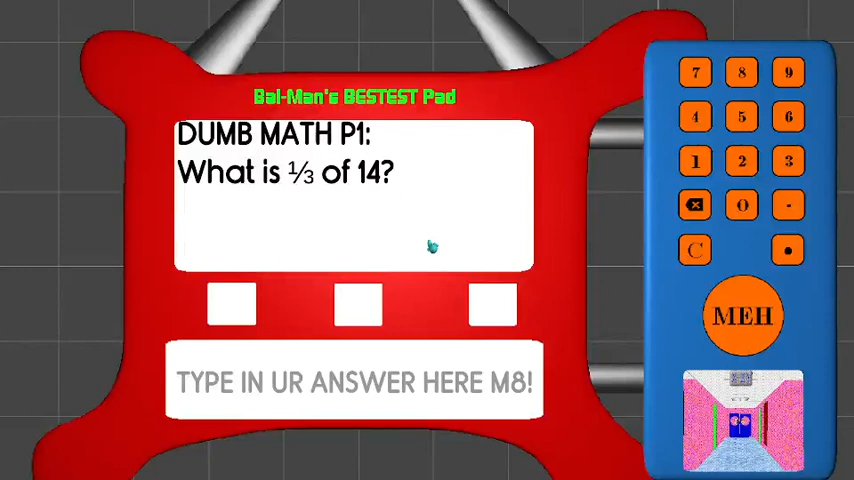 Bal-Man's BESTEST Pad
DUMB MATH P1:
What is ⅓ of 14?
TYPE IN UR ANSWER HERE M8!
7 8 9
4 5 6
1 2 3
0 -
C •
MEH